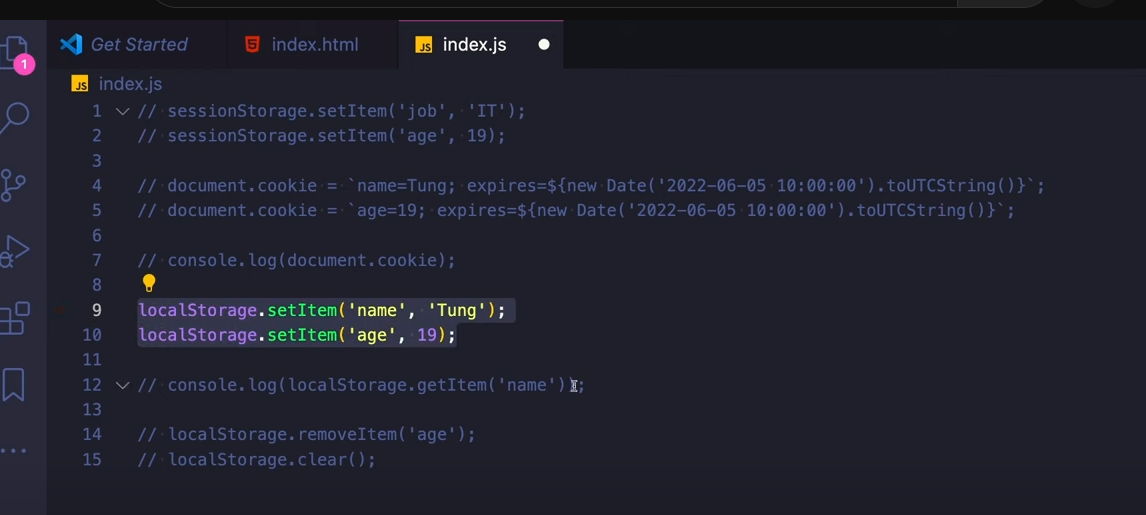 Get Started
index.html
JS index.js
1
JS index.js
1 // sessionStorage.setItem('job', 'IT');
2 // sessionStorage.setItem('age', 19);
3
4 // document.cookie = `name=Tung; expires=${new Date('2022-06-05 10:00:00').toUTCString()}`;
5 // document.cookie = `age=19; expires=${new Date('2022-06-05 10:00:00').toUTCString()}`;
6
7 // console.log(document.cookie);
8
9 localStorage.setItem('name', 'Tung');
10 localStorage.setItem('age', 19);
11
12 // console.log(localStorage.getItem('name'));
13
14 // localStorage.removeItem('age');
15 // localStorage.clear();